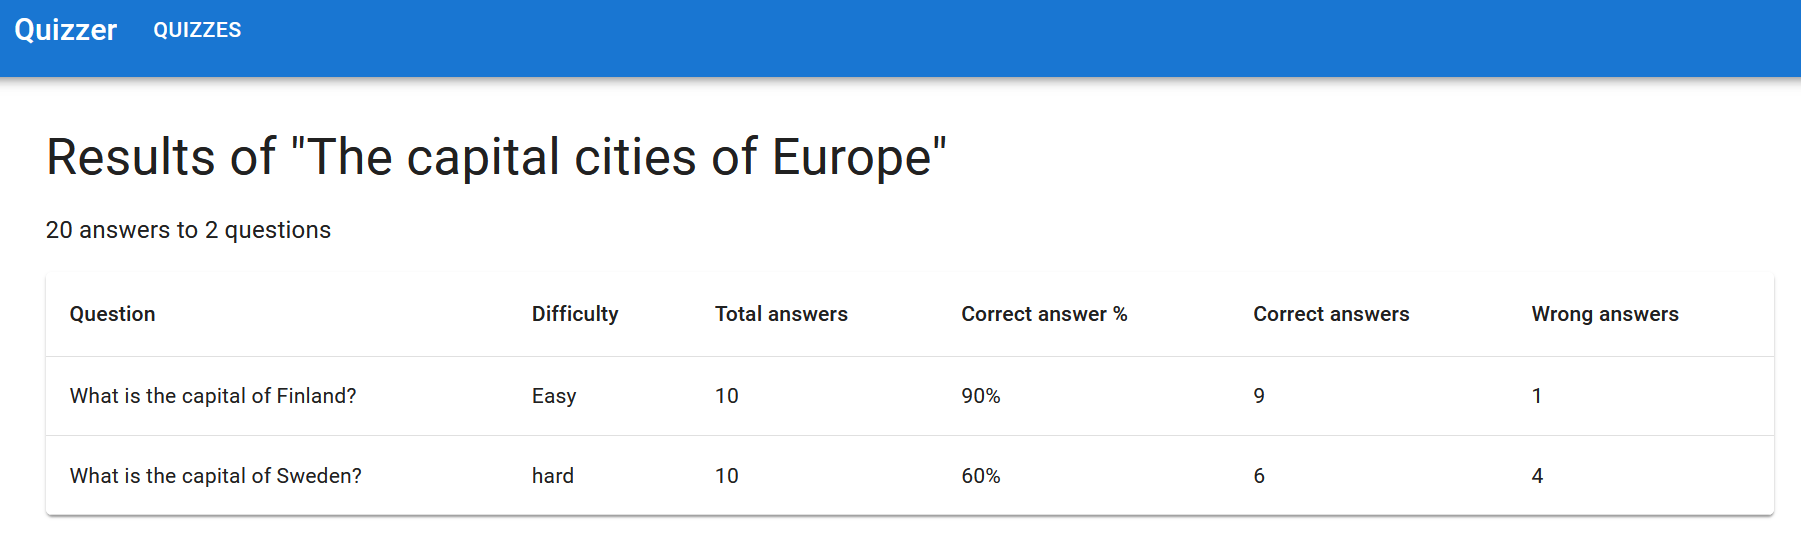 Quizzer QUIZZES
Results of "The capital cities of Europe"
20 answers to 2 questions
Question Difficulty Total answers Correct answer % Correct answers Wrong answers
What is the capital of Finland? Easy 10 90% 9 1
What is the capital of Sweden? hard 10 60% 6 4